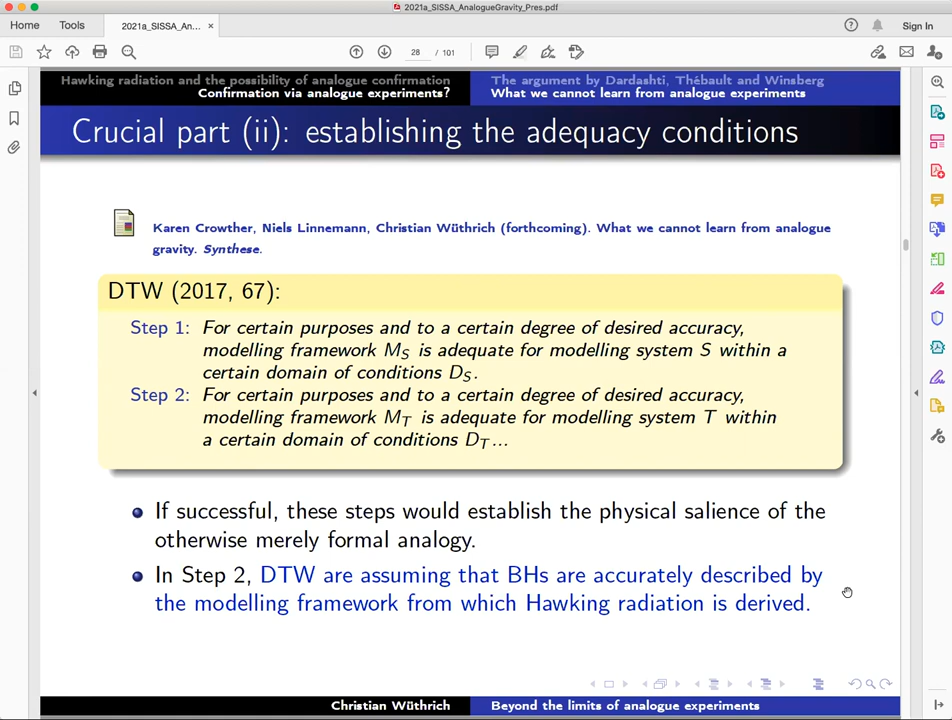 2021a_SISSA_AnalogueGravity_Pres.pdf
Home Tools 2021a_SISSA_An... × Sign In
28 / 101
Hawking radiation and the possibility of analogue confirmation
Confirmation via analogue experiments?
The argument by Dardashti, Thébault and Winsberg
What we cannot learn from analogue experiments
Crucial part (ii): establishing the adequacy conditions
Karen Crowther, Niels Linnemann, Christian Wüthrich (forthcoming). What we cannot learn from analogue
gravity. Synthese.
DTW (2017, 67):
Step 1: For certain purposes and to a certain degree of desired accuracy,
modelling framework M_S is adequate for modelling system S within a
certain domain of conditions D_S.
Step 2: For certain purposes and to a certain degree of desired accuracy,
modelling framework M_T is adequate for modelling system T within
a certain domain of conditions D_T...
If successful, these steps would establish the physical salience of the
otherwise merely formal analogy.
In Step 2, DTW are assuming that BHs are accurately described by
the modelling framework from which Hawking radiation is derived.
Christian Wüthrich
Beyond the limits of analogue experiments